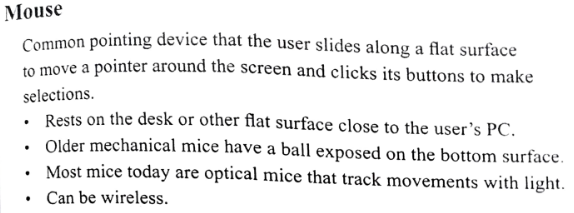 Mouse
Common pointing device that the user slides along a flat surface
to move a pointer around the screen and clicks its buttons to make
selections.
• Rests on the desk or other flat surface close to the user's PC.
• Older mechanical mice have a ball exposed on the bottom surface.
• Most mice today are optical mice that track movements with light.
• Can be wireless.